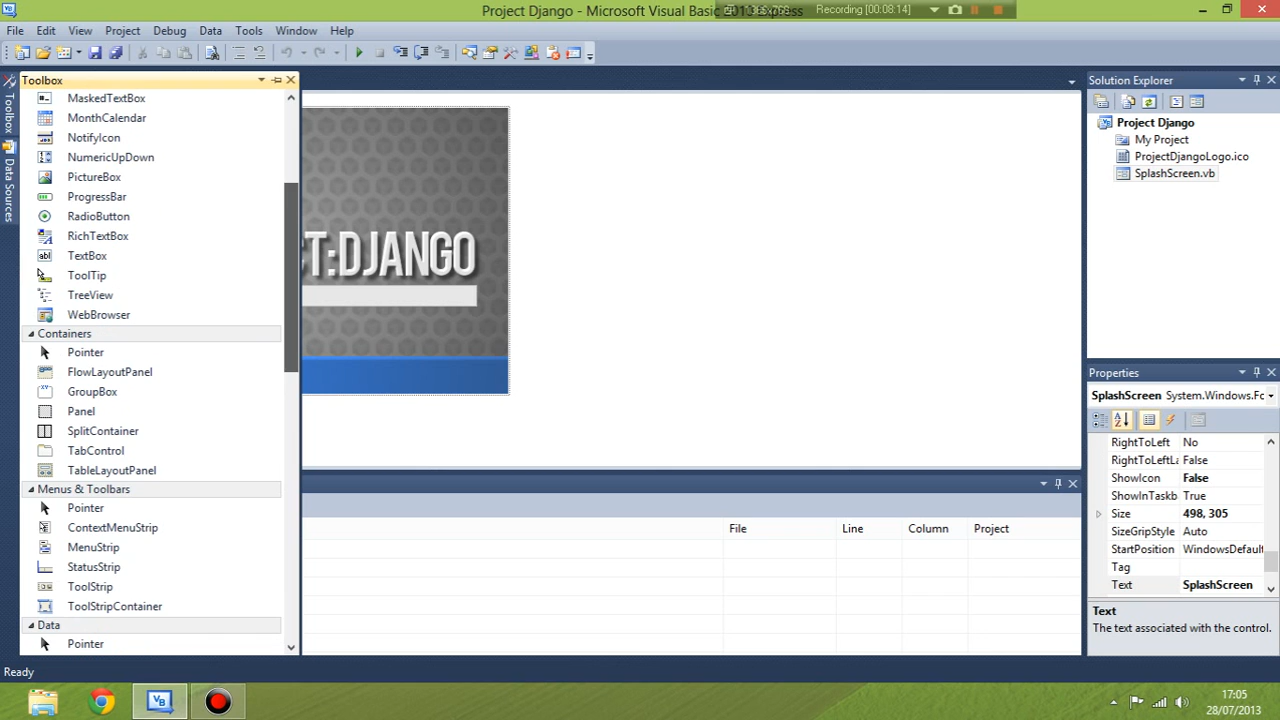 Project Django - Microsoft Visual Basic 2010 Express
Recording [00:08:14]
File Edit View Project Debug Data Tools Window Help
Toolbox
Toolbox
Data Sources
MaskedTextBox
MonthCalendar
NotifyIcon
NumericUpDown
PictureBox
ProgressBar
RadioButton
RichTextBox
TextBox
ToolTip
TreeView
WebBrowser
Containers
Pointer
FlowLayoutPanel
GroupBox
Panel
SplitContainer
TabControl
TableLayoutPanel
Menus & Toolbars
Pointer
ContextMenuStrip
MenuStrip
StatusStrip
ToolStrip
ToolStripContainer
Data
Pointer
CT:DJANGO
File Line Column Project
Solution Explorer
Project Django
My Project
ProjectDjangoLogo.ico
SplashScreen.vb
Properties
SplashScreen System.Windows.Fo
RightToLeft No
RightToLeftLa False
ShowIcon False
ShowInTaskb True
Size 498, 305
SizeGripStyle Auto
StartPosition WindowsDefault
Tag
Text SplashScreen
Text
The text associated with the control.
Ready
17:05
28/07/2013